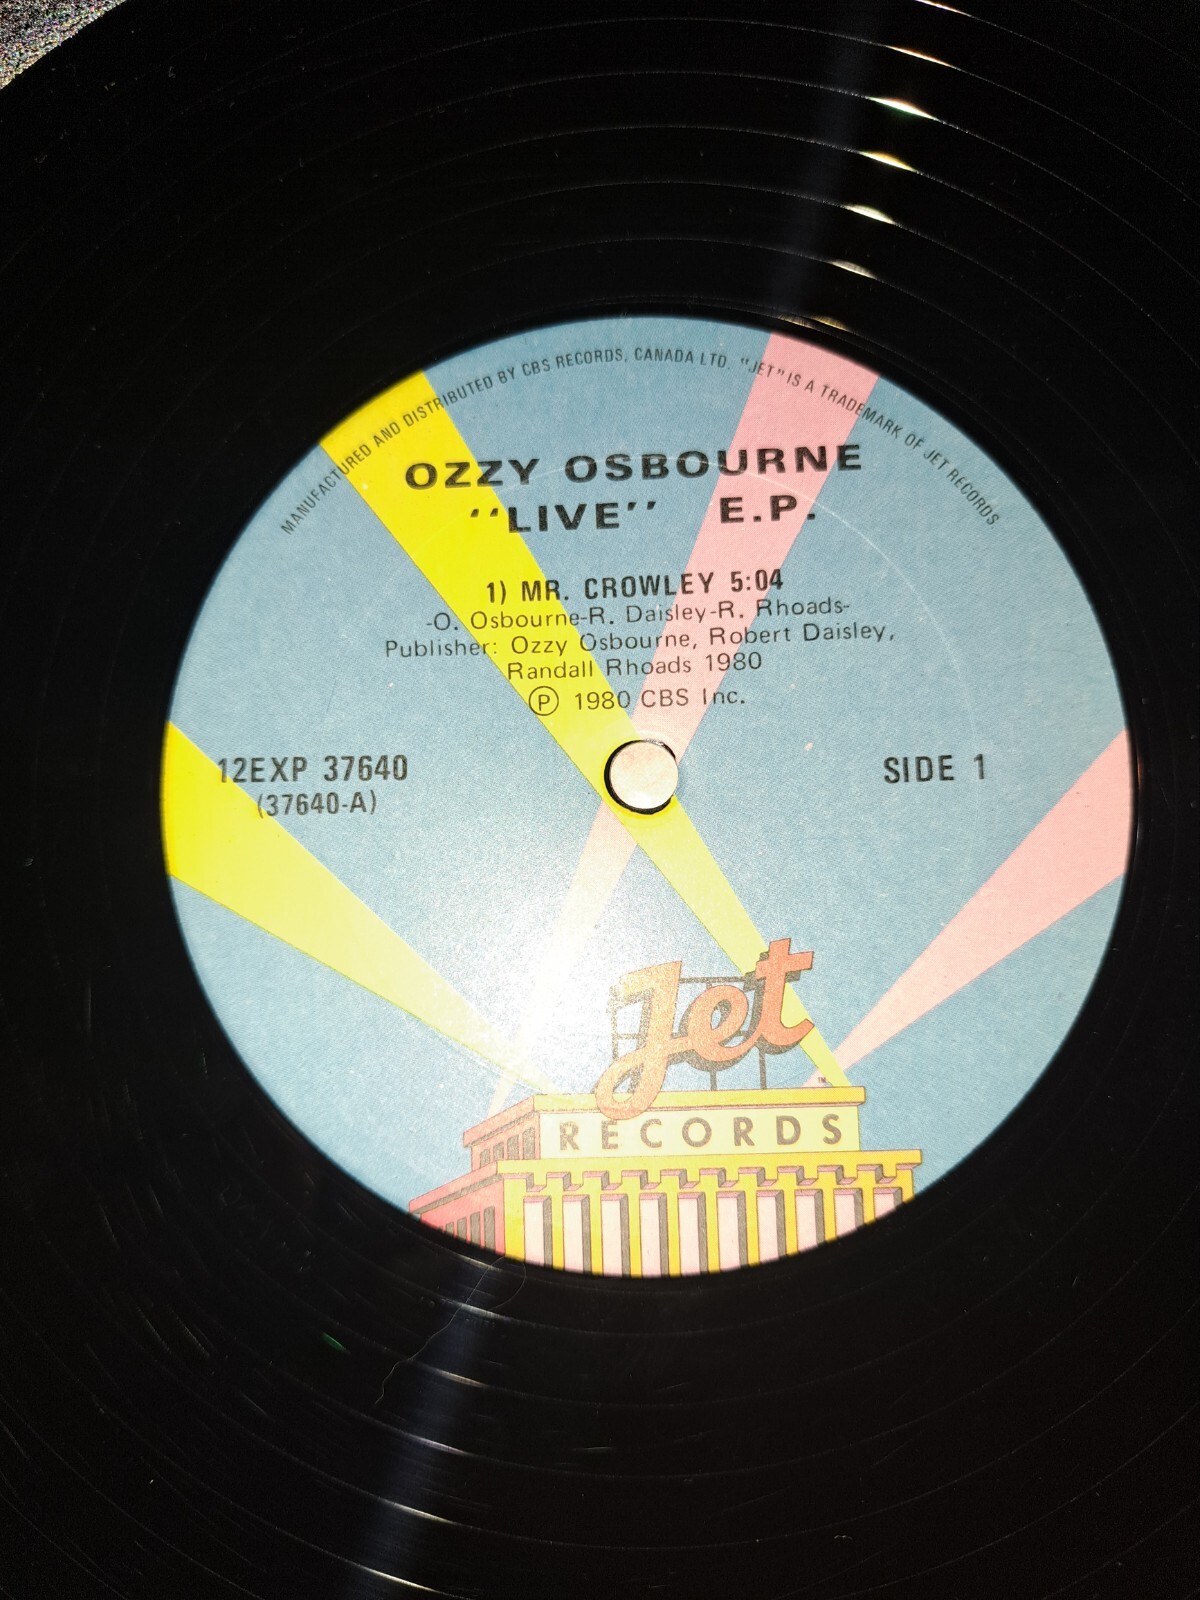 MANUFACTURED AND DISTRIBUTED BY CBS RECORDS, CANADA LTD. "JET" IS A TRADEMARK OF JET RECORDS.
OZZY OSBOURNE
"LIVE" E.P.
1) MR. CROWLEY 5:04
-O. Osbourne-R. Daisley-R. Rhoads-
Publisher: Ozzy Osbourne, Robert Daisley,
Randall Rhoads 1980
Ⓟ 1980 CBS Inc.
12EXP 37640
(37640-A)
SIDE 1
Jet
TM
RECORDS